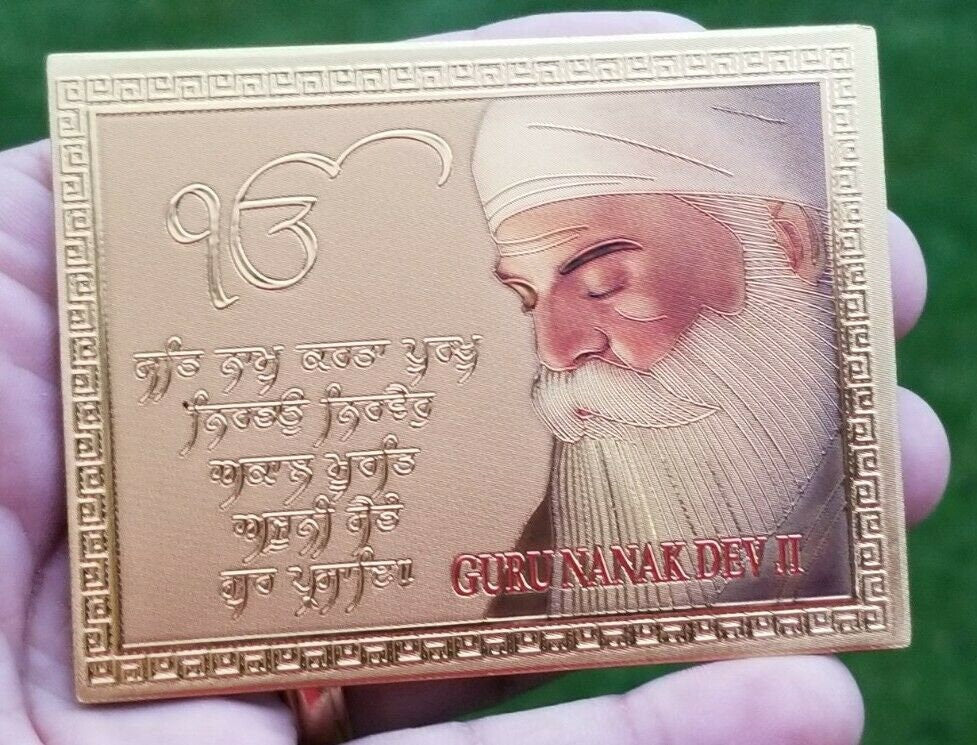 ੴ
ਸਤਿ ਨਾਮੁ ਕਰਤਾ ਪੁਰਖੁ
ਨਿਰਭਉ ਨਿਰਵੈਰੁ
ਅਕਾਲ ਮੂਰਤਿ
ਅਜੂਨੀ ਸੈਭੰ
ਗੁਰ ਪ੍ਰਸਾਦਿ॥
GURU NANAK DEV JI